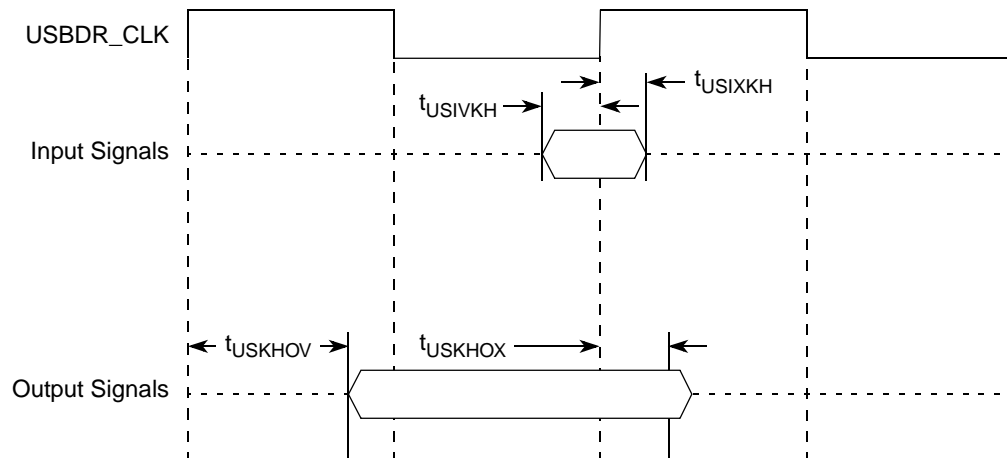 USBDR_CLK
tUSIXKH
tUSIVKH
Input Signals
tUSKHOV
tUSKHOX
Output Signals